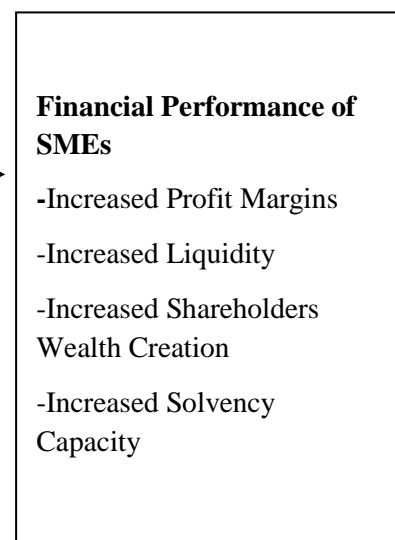 Financial Performance of
SMEs
-Increased Profit Margins
-Increased Liquidity
-Increased Shareholders
Wealth Creation
-Increased Solvency
Capacity